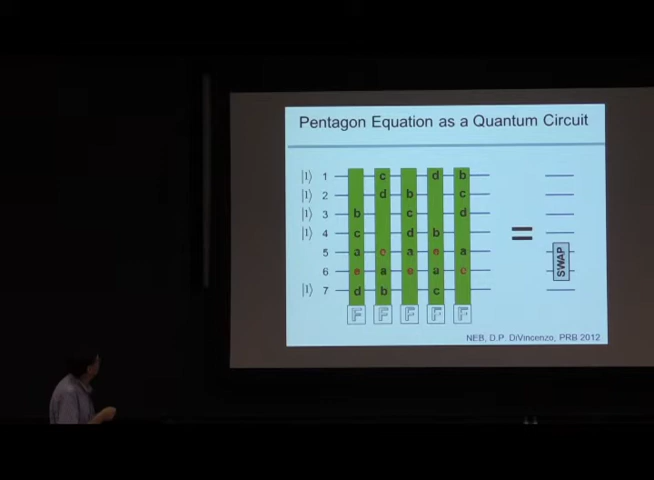 Pentagon Equation as a Quantum Circuit
|1⟩ 1 c d b
|1⟩ 2 d b c
|1⟩ 3 b c d
|1⟩ 4 c d b
5 a e a e a
6 e a e a e
|1⟩ 7 d b c
=
SWAP
F F F F F
NEB, D.P. DiVincenzo, PRB 2012